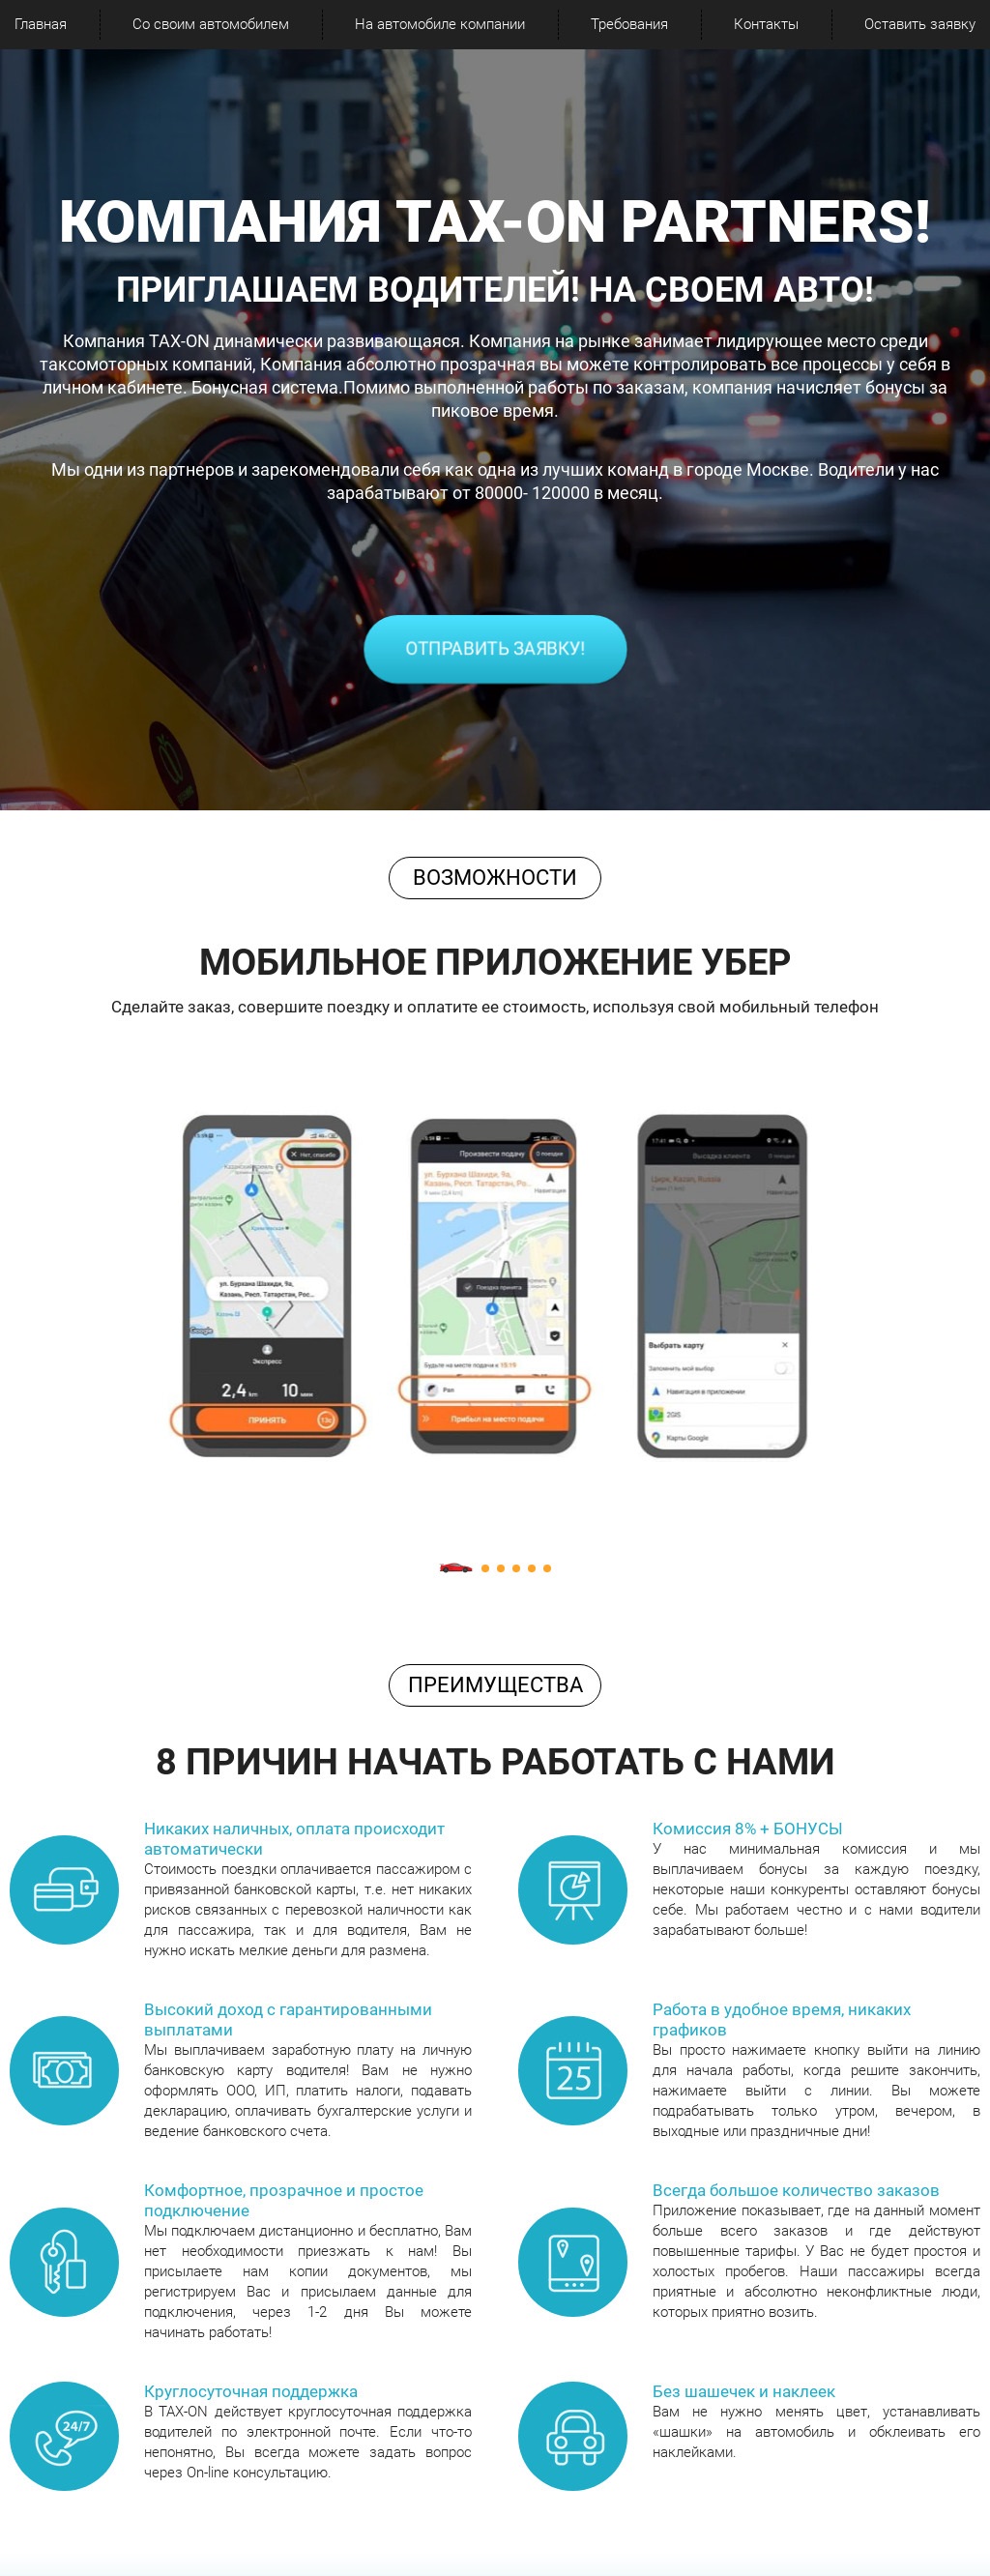 Главная
Со своим автомобилем
На автомобиле компании
Требования
Контакты
Оставить заявку
КОМПАНИЯ TAX-ON PARTNERS!
ПРИГЛАШАЕМ ВОДИТЕЛЕЙ! НА СВОЕМ АВТО!
Компания TAX-ON динамически развивающаяся. Компания на рынке занимает лидирующее место среди
таксомоторных компаний, Компания абсолютно прозрачная вы можете контролировать все процессы у себя в
личном кабинете. Бонусная система.Помимо выполненной работы по заказам, компания начисляет бонусы за
пиковое время.
Мы одни из партнеров и зарекомендовали себя как одна из лучших команд в городе Москве. Водители у нас
зарабатывают от 80000- 120000 в месяц.
ОТПРАВИТЬ ЗАЯВКУ!
ВОЗМОЖНОСТИ
МОБИЛЬНОЕ ПРИЛОЖЕНИЕ УБЕР
Сделайте заказ, совершите поездку и оплатите ее стоимость, используя свой мобильный телефон
Нет, спасибо
ул. Бурхана Шахиди, 9а,
Казань, Респ. Татарстан, Рос...
Google
Экспресс
2,4 km 10 мин
ПРИНЯТЬ
Произвести подачу
ул. Бурхана Шахиди, 9а,
Казань, Респ. Татарстан, Ро...
Навигация
Поездка принята
Будьте на месте подачи к 15:19
Прибыл на место подачи
17:41
Высадка клиента
Цирк, Kazan, Russia
Навигация
Выбрать карту
Запомнить мой выбор
Навигация в приложении
2GIS
Карты Google
ПРЕИМУЩЕСТВА
8 ПРИЧИН НАЧАТЬ РАБОТАТЬ С НАМИ
Никаких наличных, оплата происходит
автоматически
Стоимость поездки оплачивается пассажиром с
привязанной банковской карты, т.е. нет никаких
рисков связанных с перевозкой наличности как
для пассажира, так и для водителя, Вам не
нужно искать мелкие деньги для размена.
Комиссия 8% + БОНУСЫ
У нас минимальная комиссия и мы
выплачиваем бонусы за каждую поездку,
некоторые наши конкуренты оставляют бонусы
себе. Мы работаем честно и с нами водители
зарабатывают больше!
Высокий доход с гарантированными
выплатами
Мы выплачиваем заработную плату на личную
банковскую карту водителя! Вам не нужно
оформлять ООО, ИП, платить налоги, подавать
декларацию, оплачивать бухгалтерские услуги и
ведение банковского счета.
25
Работа в удобное время, никаких
графиков
Вы просто нажимаете кнопку выйти на линию
для начала работы, когда решите закончить,
нажимаете выйти с линии. Вы можете
подрабатывать только утром, вечером, в
выходные или праздничные дни!
Комфортное, прозрачное и простое
подключение
Мы подключаем дистанционно и бесплатно, Вам
нет необходимости приезжать к нам! Вы
присылаете нам копии документов, мы
регистрируем Вас и присылаем данные для
подключения, через 1-2 дня Вы можете
начинать работать!
Всегда большое количество заказов
Приложение показывает, где на данный момент
больше всего заказов и где действуют
повышенные тарифы. У Вас не будет простоя и
холостых пробегов. Наши пассажиры всегда
приятные и абсолютно неконфликтные люди,
которых приятно возить.
24/7
Круглосуточная поддержка
В TAX-ON действует круглосуточная поддержка
водителей по электронной почте. Если что-то
непонятно, Вы всегда можете задать вопрос
через On-line консультацию.
Без шашечек и наклеек
Вам не нужно менять цвет, устанавливать
«шашки» на автомобиль и обклеивать его
наклейками.